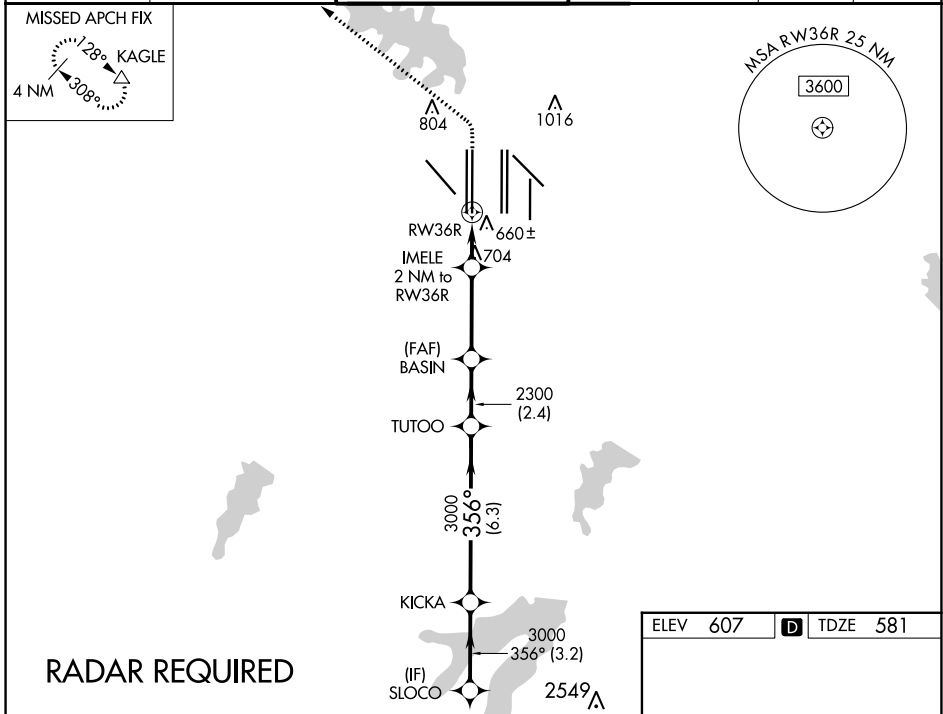 MISSED APCH FIX
128°
KAGLE
4 NM
308°
MSA RW36R 25 NM
3600
804
1016
RW36R
660 ±
704
IMELE
2 NM to
RW36R
(FAF)
BASIN
2300
(2.4)
TUTOO
3000
356°
(6.3)
KICKA
3000
356° (3.2)
(IF)
SLOCO
2549
RADAR REQUIRED
ELEV 607 D TDZE 581